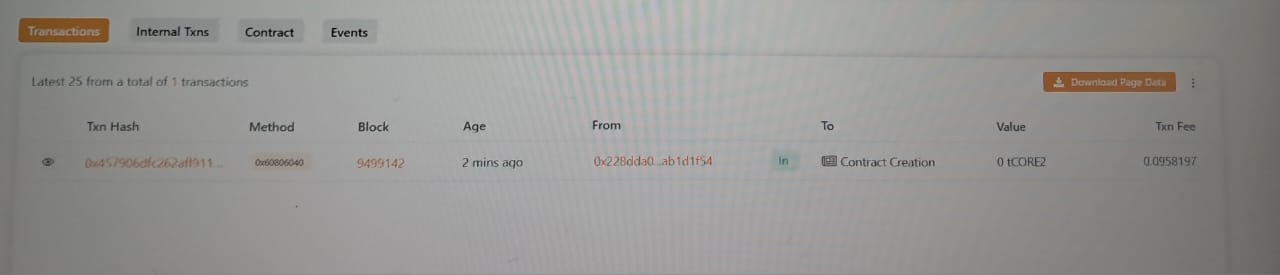 Transactions Internal Txns Contract Events
Latest 25 from a total of 1 transactions Download Page Data
Txn Hash Method Block Age From To Value Txn Fee
0x457906dfc262aff911... 0x60806040 9499142 2 mins ago 0x228dda0...ab1d1f54 In Contract Creation 0 tCORE2 0.0958197